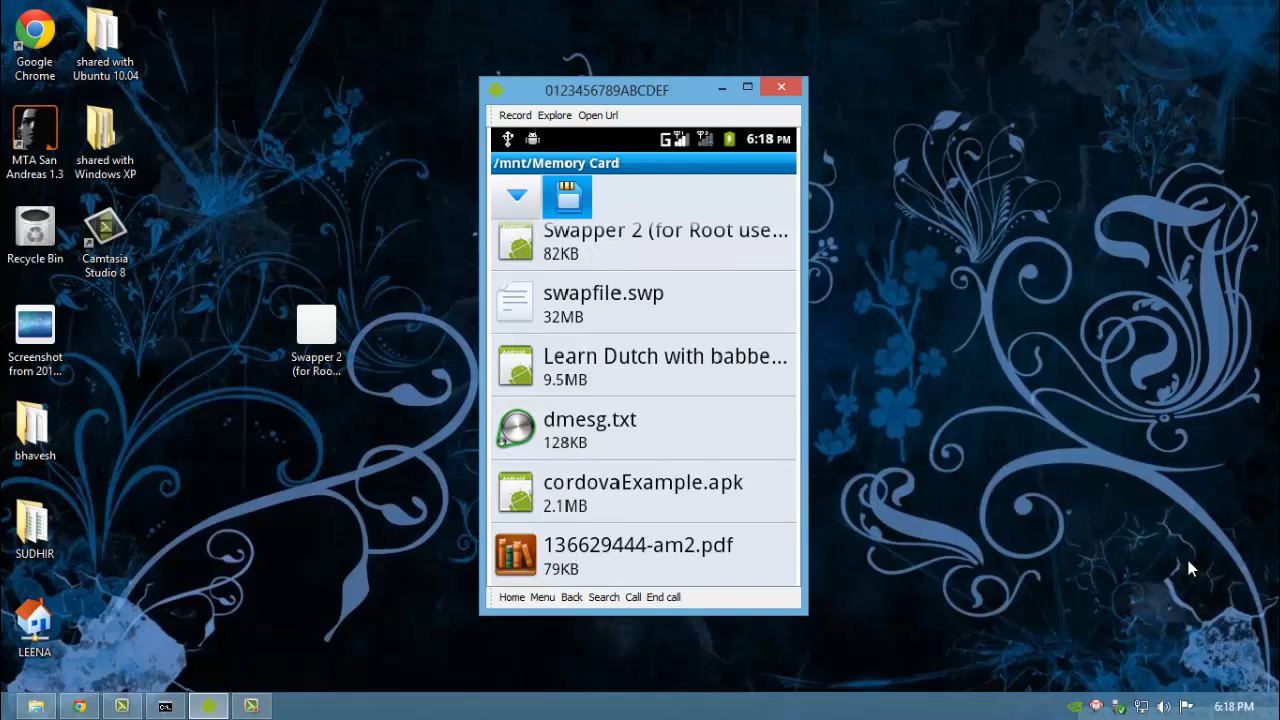 Google
Chrome
shared with
Ubuntu 10.04
MTA San
Andreas 1.3
shared with
Windows XP
Recycle Bin
Camtasia
Studio 8
Screenshot
from 201...
Swapper 2
(for Roo...
bhavesh
SUDHIR
LEENA
0123456789ABCDEF
Record Explore Open Url
G 6:18 PM
/mnt/Memory Card
Swapper 2 (for Root use...
82KB
swapfile.swp
32MB
Learn Dutch with babbe...
9.5MB
dmesg.txt
128KB
cordovaExample.apk
2.1MB
136629444-am2.pdf
79KB
Home Menu Back Search Call End call
6:18 PM